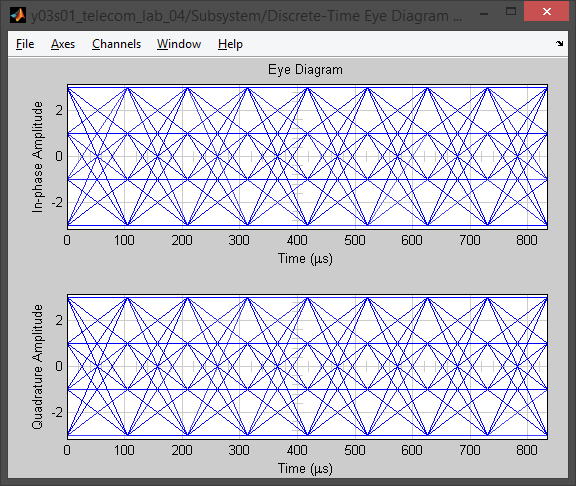 y03s01_telecom_lab_04/Subsystem/Discrete-Time Eye Diagram ...
File Axes Channels Window Help
Eye Diagram
In-phase Amplitude
2
0
-2
0 100 200 300 400 500 600 700 800
Time (µs)
Quadrature Amplitude
2
0
-2
0 100 200 300 400 500 600 700 800
Time (µs)